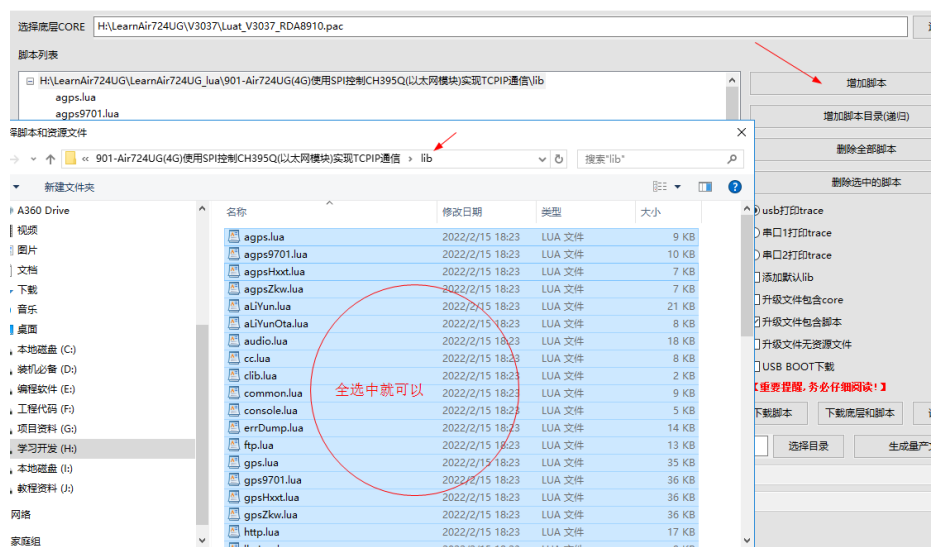 选择底层CORE H:\LearnAir724UG\V3037\Luat_V3037_RDA8910.pac
脚本列表
H:\LearnAir724UG\LearnAir724UG_lua\901-Air724UG(4G)使用SPI控制CH395Q(以太网模块)实现TCPIP通信\lib
agps.lua
agps9701.lua
增加脚本
增加脚本目录(递归)
删除全部脚本
删除选中的脚本
usb打印trace
串口1打印trace
串口2打印trace
添加默认lib
升级文件包含core
升级文件包含脚本
升级文件无资源文件
USB BOOT下载
【重要提醒,务必仔细阅读!】
下载脚本 下载底层和脚本
选择目录 生成量产文
择脚本和资源文件
« 901-Air724UG(4G)使用SPI控制CH395Q(以太网模块)实现TCPIP通信 › lib 搜索"lib"
新建文件夹
A360 Drive
视频
图片
文档
下载
音乐
桌面
本地磁盘 (C:)
装机必备 (D:)
编程软件 (E:)
工程代码 (F:)
项目资料 (G:)
学习开发 (H:)
本地磁盘 (I:)
教程资料 (J:)
网络
家庭组
名称 修改日期 类型 大小
agps.lua 2022/2/15 18:23 LUA 文件 9 KB
agps9701.lua 2022/2/15 18:23 LUA 文件 10 KB
agpsHxxt.lua 2022/2/15 18:23 LUA 文件 7 KB
agpsZkw.lua 2022/2/15 18:23 LUA 文件 7 KB
aLiYun.lua 2022/2/15 18:23 LUA 文件 21 KB
aLiYunOta.lua 2022/2/15 18:23 LUA 文件 8 KB
audio.lua 2022/2/15 18:23 LUA 文件 18 KB
cc.lua 2022/2/15 18:23 LUA 文件 8 KB
clib.lua 2022/2/15 18:23 LUA 文件 2 KB
common.lua 2022/2/15 18:23 LUA 文件 9 KB
console.lua 2022/2/15 18:23 LUA 文件 5 KB
errDump.lua 2022/2/15 18:23 LUA 文件 14 KB
ftp.lua 2022/2/15 18:23 LUA 文件 13 KB
gps.lua 2022/2/15 18:23 LUA 文件 35 KB
gps9701.lua 2022/2/15 18:23 LUA 文件 36 KB
gpsHxxt.lua 2022/2/15 18:23 LUA 文件 36 KB
gpsZkw.lua 2022/2/15 18:23 LUA 文件 36 KB
http.lua 2022/2/15 18:23 LUA 文件 17 KB
全选中就可以